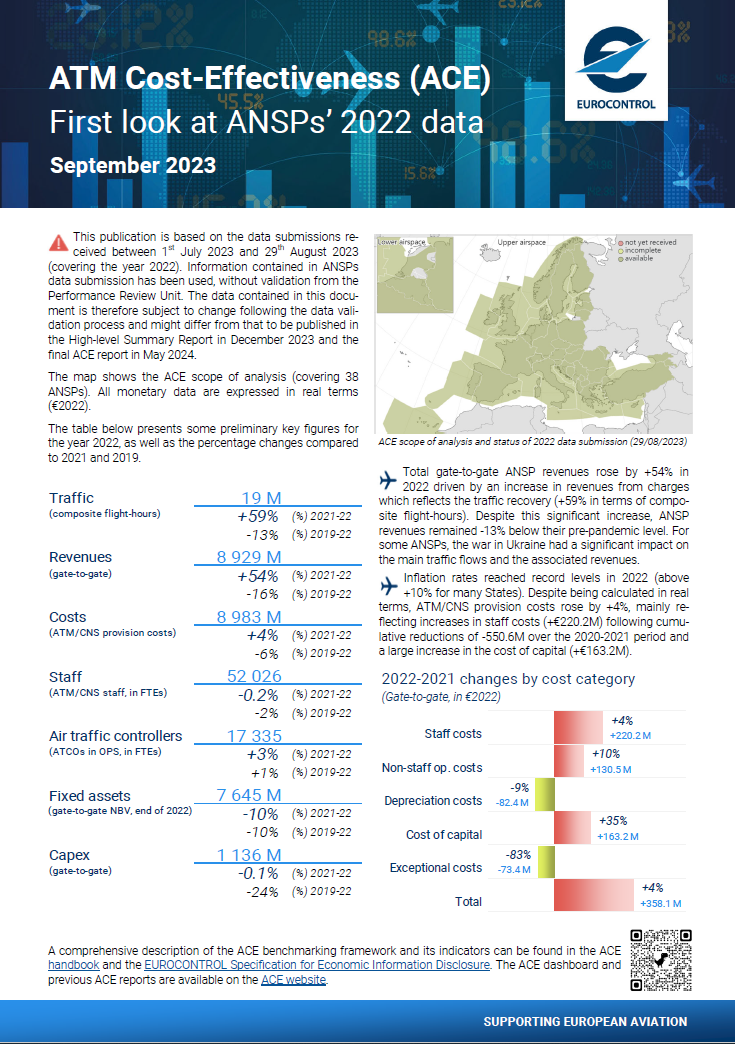 23.12%
98.6%
45.5%
98.6%
15.6%
ATM Cost-Effectiveness (ACE)
First look at ANSPs’ 2022 data
September 2023
EUROCONTROL
This publication is based on the data submissions re-
ceived between 1st July 2023 and 29th August 2023
(covering the year 2022). Information contained in ANSPs
data submission has been used, without validation from the
Performance Review Unit. The data contained in this docu-
ment is therefore subject to change following the data vali-
dation process and might differ from that to be published in
the High-level Summary Report in December 2023 and the
final ACE report in May 2024.
The map shows the ACE scope of analysis (covering 38
ANSPs). All monetary data are expressed in real terms
(€2022).
The table below presents some preliminary key figures for
the year 2022, as well as the percentage changes compared
to 2021 and 2019.
Lower airspace
Upper airspace
not yet received
incomplete
available
ACE scope of analysis and status of 2022 data submission (29/08/2023)
Traffic 19 M
(composite flight-hours) +59% (%) 2021-22
-13% (%) 2019-22
Revenues 8 929 M
(gate-to-gate) +54% (%) 2021-22
-16% (%) 2019-22
Costs 8 983 M
(ATM/CNS provision costs) +4% (%) 2021-22
-6% (%) 2019-22
Staff 52 026
(ATM/CNS staff, in FTEs) -0.2% (%) 2021-22
-2% (%) 2019-22
Air traffic controllers 17 335
(ATCOs in OPS, in FTEs) +3% (%) 2021-22
+1% (%) 2019-22
Fixed assets 7 645 M
(gate-to-gate NBV, end of 2022) -10% (%) 2021-22
-10% (%) 2019-22
Capex 1 136 M
(gate-to-gate) -0.1% (%) 2021-22
-24% (%) 2019-22
Total gate-to-gate ANSP revenues rose by +54% in
2022 driven by an increase in revenues from charges
which reflects the traffic recovery (+59% in terms of compo-
site flight-hours). Despite this significant increase, ANSP
revenues remained -13% below their pre-pandemic level. For
some ANSPs, the war in Ukraine had a significant impact on
the main traffic flows and the associated revenues.
Inflation rates reached record levels in 2022 (above
+10% for many States). Despite being calculated in real
terms, ATM/CNS provision costs rose by +4%, mainly re-
flecting increases in staff costs (+€220.2M) following cumu-
lative reductions of -550.6M over the 2020-2021 period and
a large increase in the cost of capital (+€163.2M).
2022-2021 changes by cost category
(Gate-to-gate, in €2022)
Staff costs +4%
+220.2 M
Non-staff op. costs +10%
+130.5 M
Depreciation costs -9%
-82.4 M
Cost of capital +35%
+163.2 M
Exceptional costs -83%
-73.4 M
Total +4%
+358.1 M
A comprehensive description of the ACE benchmarking framework and its indicators can be found in the ACE
handbook and the EUROCONTROL Specification for Economic Information Disclosure. The ACE dashboard and
previous ACE reports are available on the ACE website.
SUPPORTING EUROPEAN AVIATION